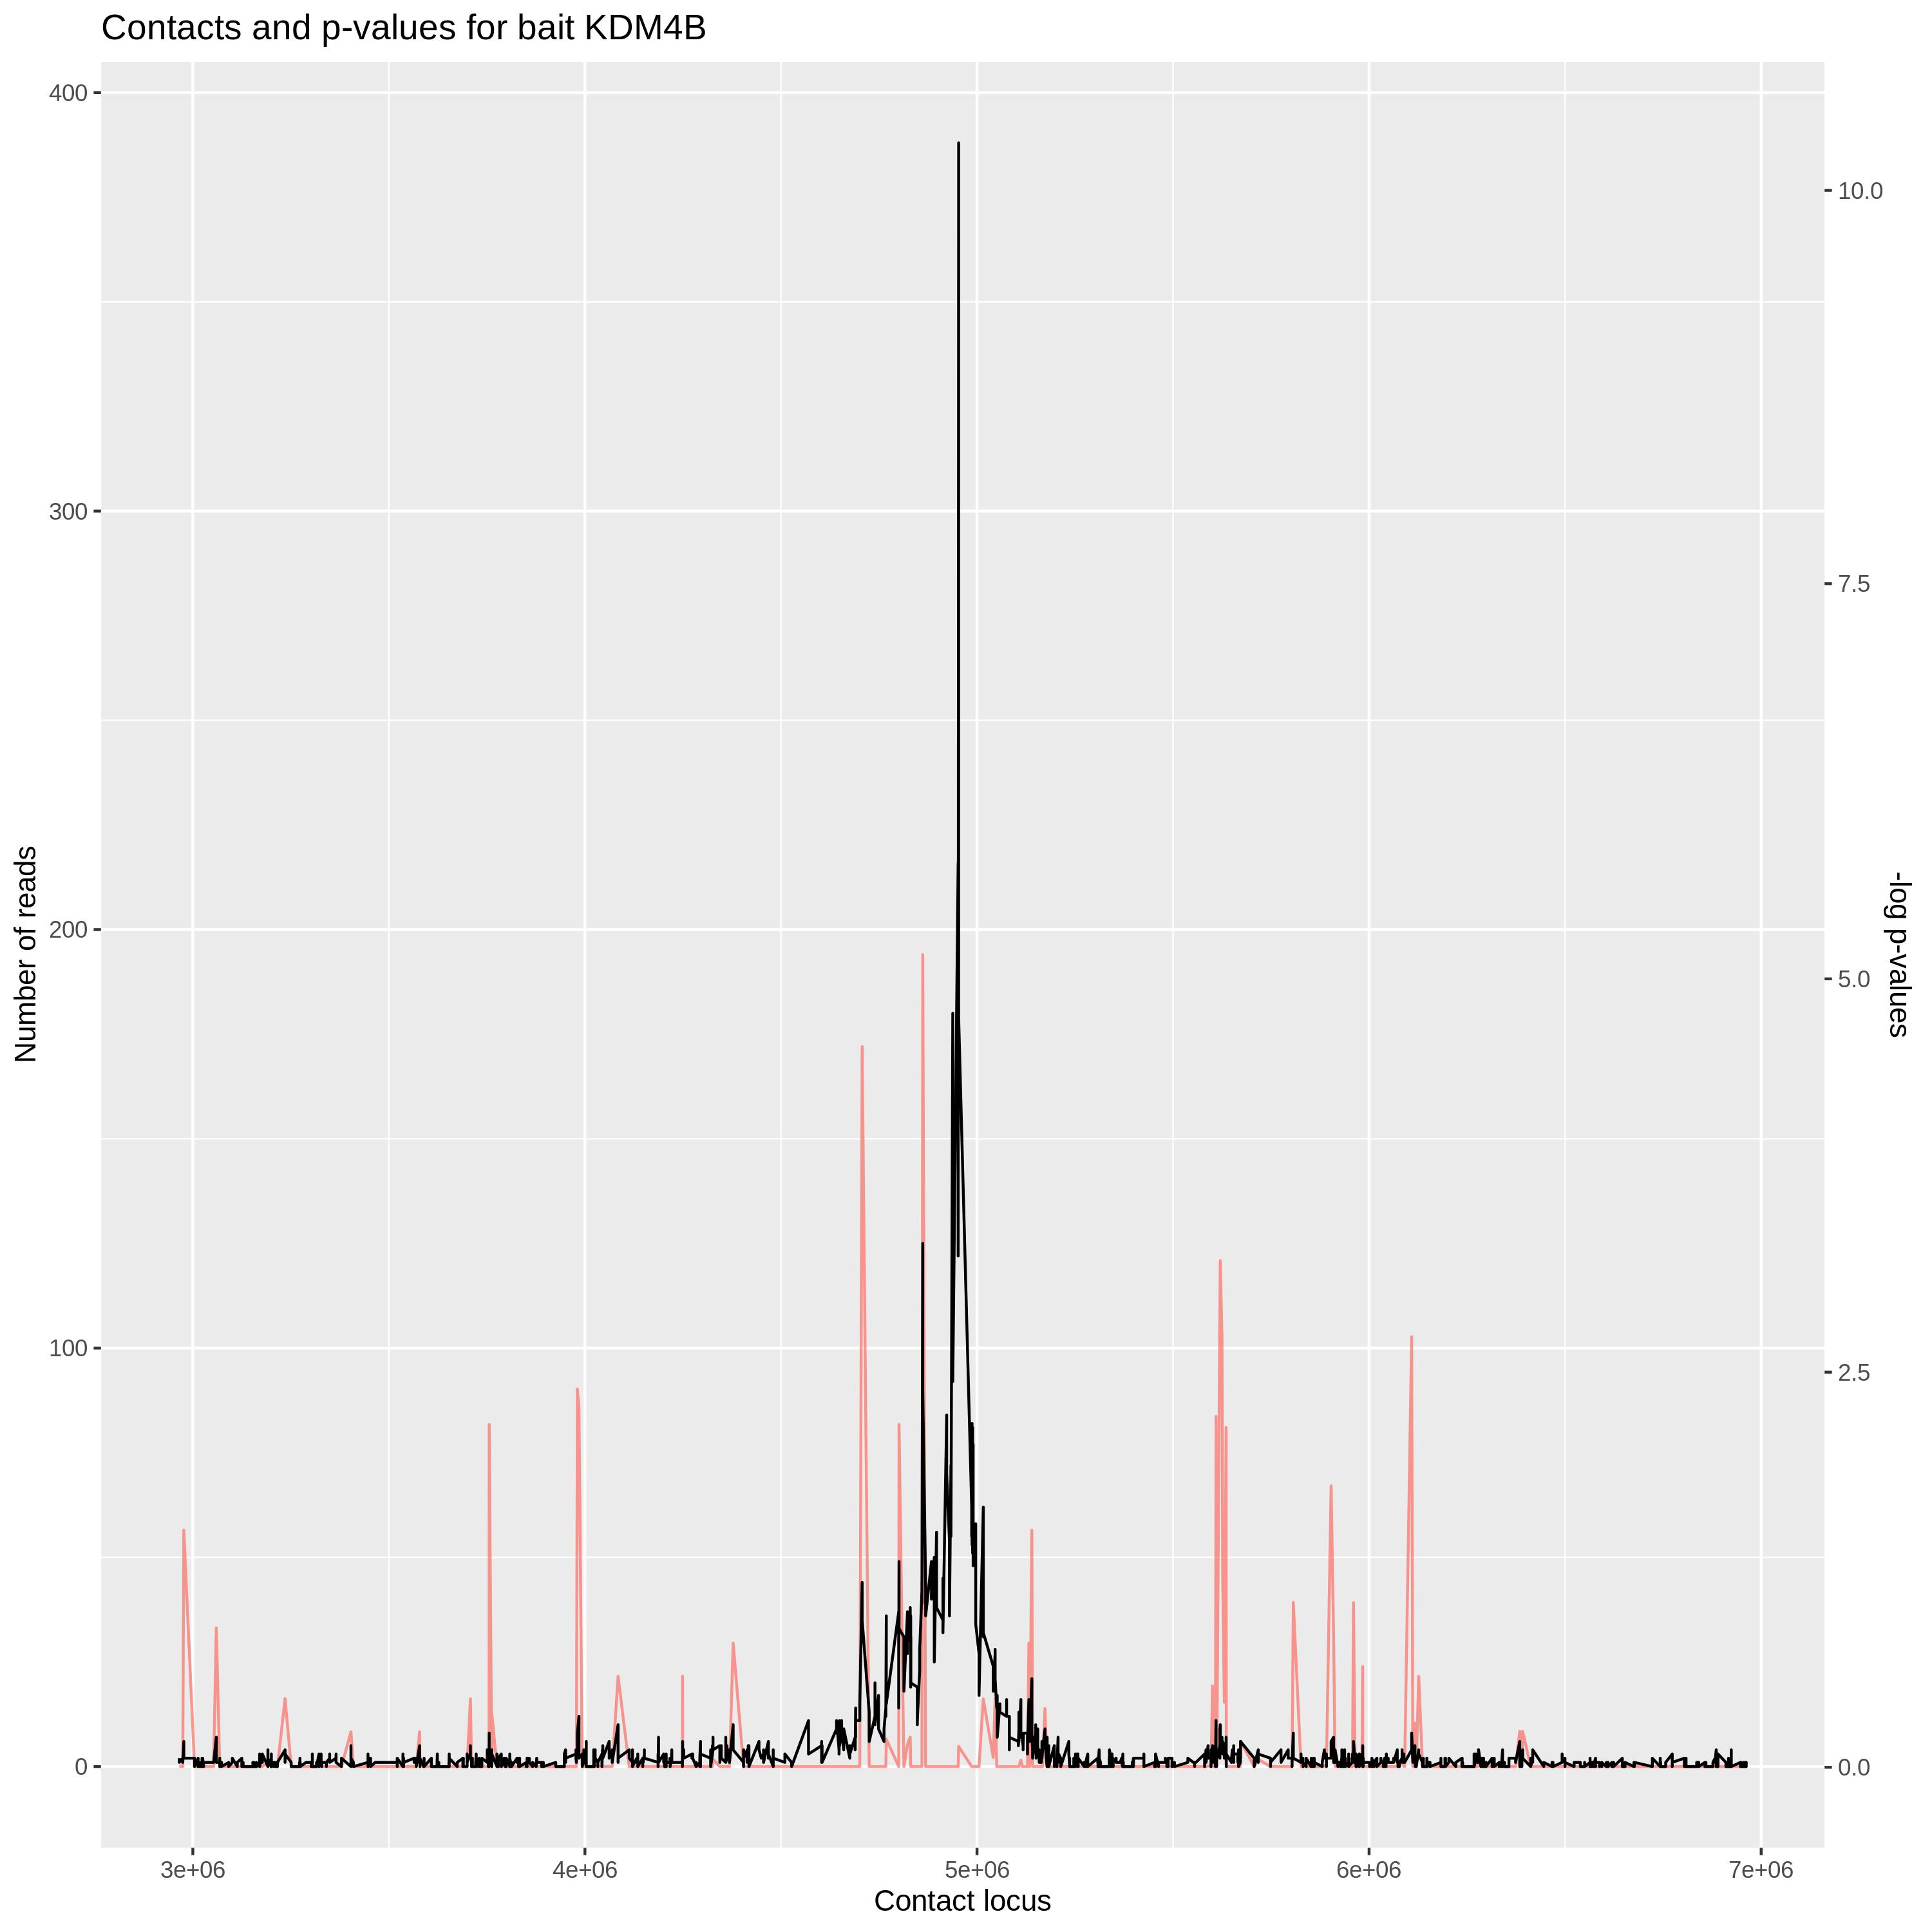 Contacts and p-values for bait KDM4B
400
300
200
100
0
Number of reads
10.0
7.5
5.0
2.5
0.0
-log p-values
3e+06
4e+06
5e+06
6e+06
7e+06
Contact locus